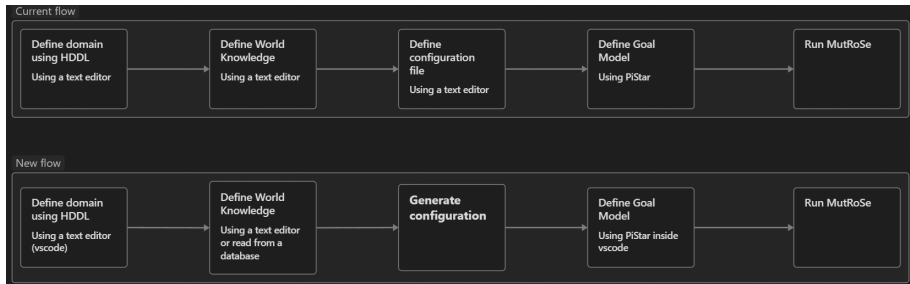 Current flow
Define domain
using HDDL
Using a text editor
Define World
Knowledge
Using a text editor
Define
configuration
file
Using a text editor
Define Goal
Model
Using PiStar
Run MutRoSe
New flow
Define domain
using HDDL
Using a text editor
(vscode)
Define World
Knowledge
Using a text editor
or read from a
database
Generate
configuration
Define Goal
Model
Using PiStar inside
vscode
Run MutRoSe